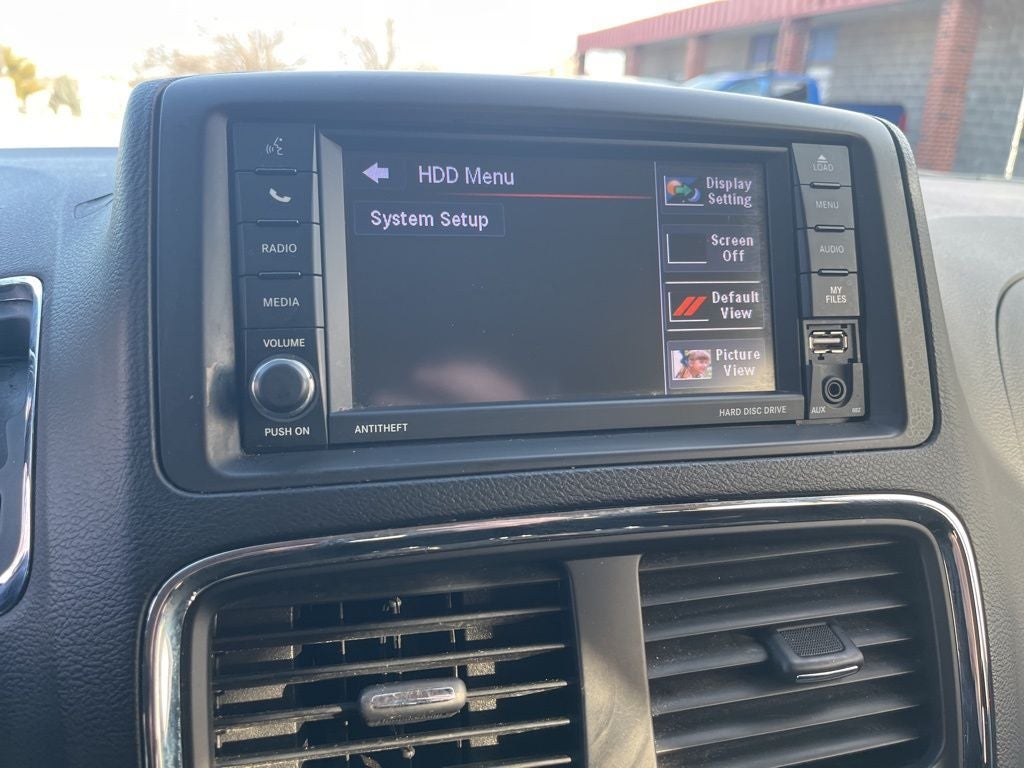 HDD Menu
System Setup
Display
Setting
Screen
Off
Default
View
Picture
View
RADIO
MEDIA
VOLUME
PUSH ON
ANTITHEFT
HARD DISC DRIVE
LOAD
MENU
AUDIO
MY
FILES
AUX